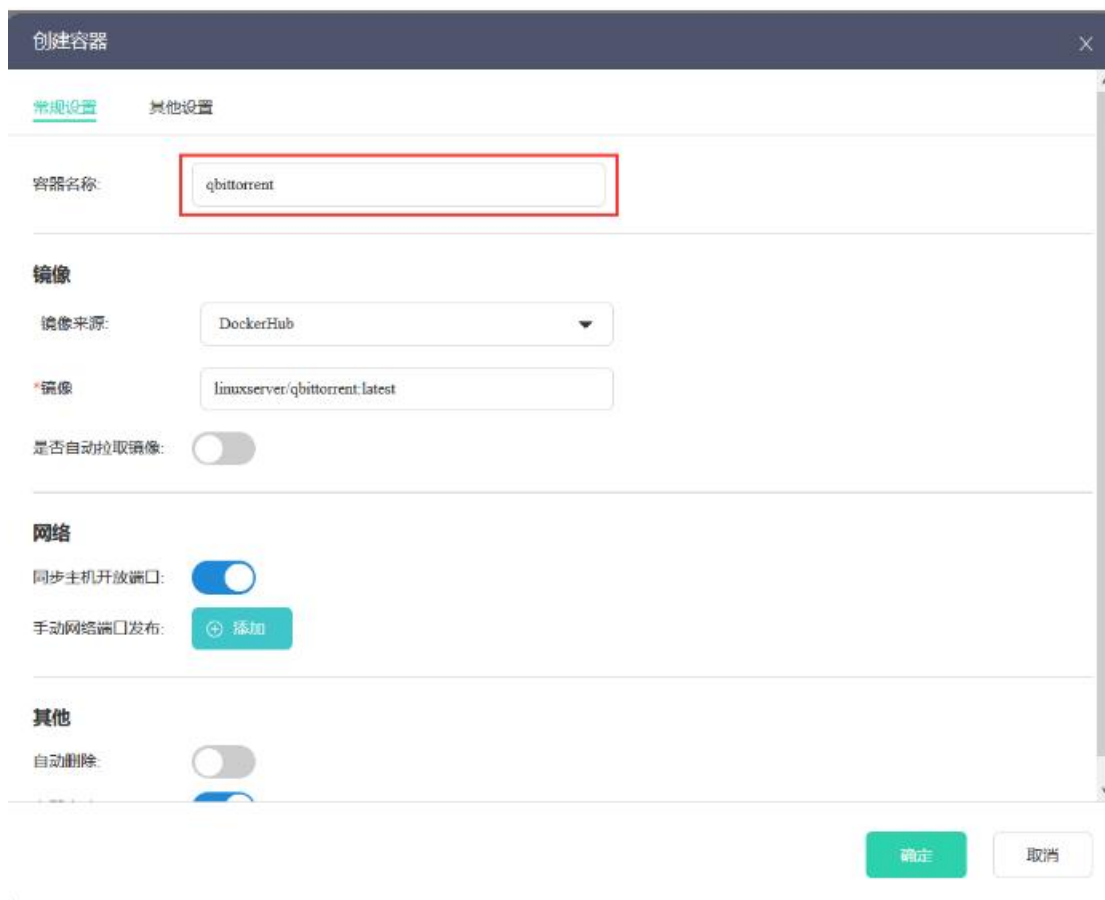 创建容器
常规设置 其他设置
容器名称: qbittorrent
镜像
镜像来源: DockerHub
*镜像 linuxserver/qbittorrent:latest
是否自动拉取镜像:
网络
同步主机开放端口:
手动网络端口发布: 添加
其他
自动删除:
确定 取消